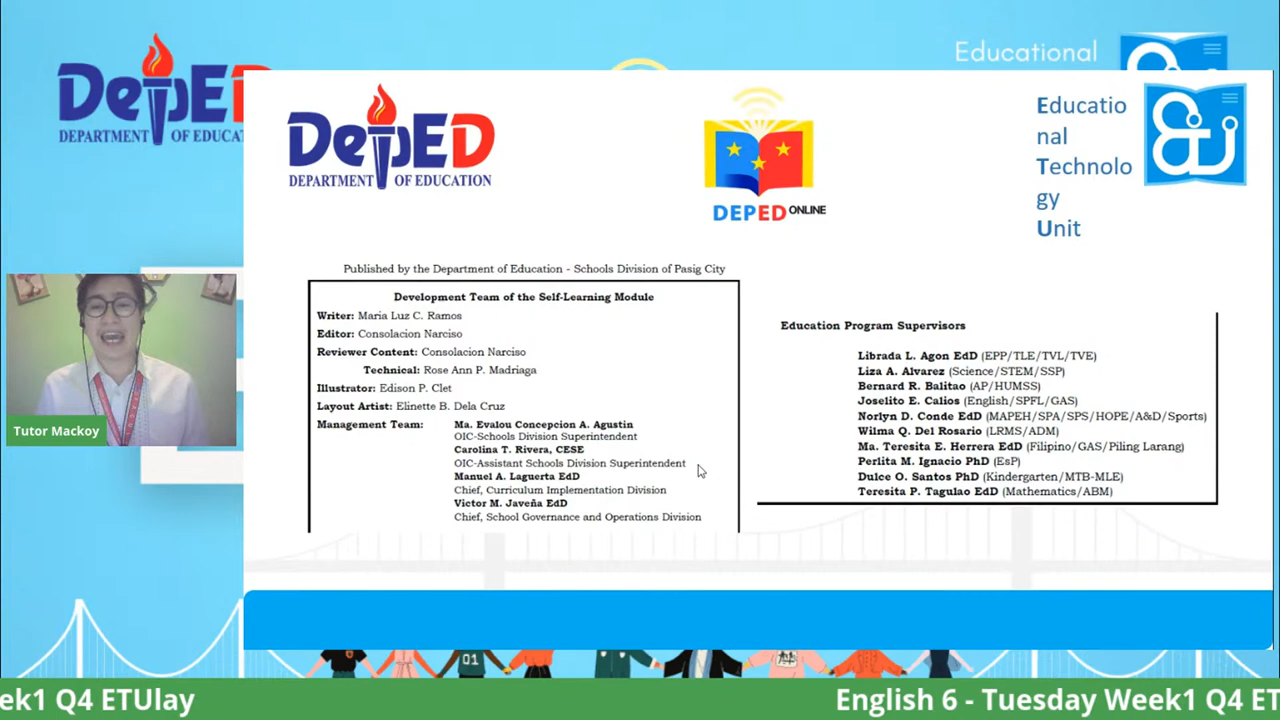 DepED
DEPARTMENT OF EDUCATION
Educational
DepED
DEPARTMENT OF EDUCATION
DEPED ONLINE
Educatio
nal
Technolo
gy
Unit
Published by the Department of Education - Schools Division of Pasig City
Development Team of the Self-Learning Module
Writer: Maria Luz C. Ramos
Editor: Consolacion Narciso
Reviewer Content: Consolacion Narciso
Technical: Rose Ann P. Madriaga
Illustrator: Edison P. Clet
Layout Artist: Elinette B. Dela Cruz
Management Team: Ma. Evalou Concepcion A. Agustin
OIC-Schools Division Superintendent
Carolina T. Rivera, CESE
OIC-Assistant Schools Division Superintendent
Manuel A. Laguerta EdD
Chief, Curriculum Implementation Division
Victor M. Javeña EdD
Chief, School Governance and Operations Division
Education Program Supervisors
Librada L. Agon EdD (EPP/TLE/TVL/TVE)
Liza A. Alvarez (Science/STEM/SSP)
Bernard R. Balitao (AP/HUMSS)
Joselito E. Calios (English/SPFL/GAS)
Norlyn D. Conde EdD (MAPEH/SPA/SPS/HOPE/A&D/Sports)
Wilma Q. Del Rosario (LRMS/ADM)
Ma. Teresita E. Herrera EdD (Filipino/GAS/Piling Larang)
Perlita M. Ignacio PhD (EsP)
Dulce O. Santos PhD (Kindergarten/MTB-MLE)
Teresita P. Tagulao EdD (Mathematics/ABM)
Tutor Mackoy
01
ek1 Q4 ETUlay
English 6 - Tuesday Week1 Q4 ET